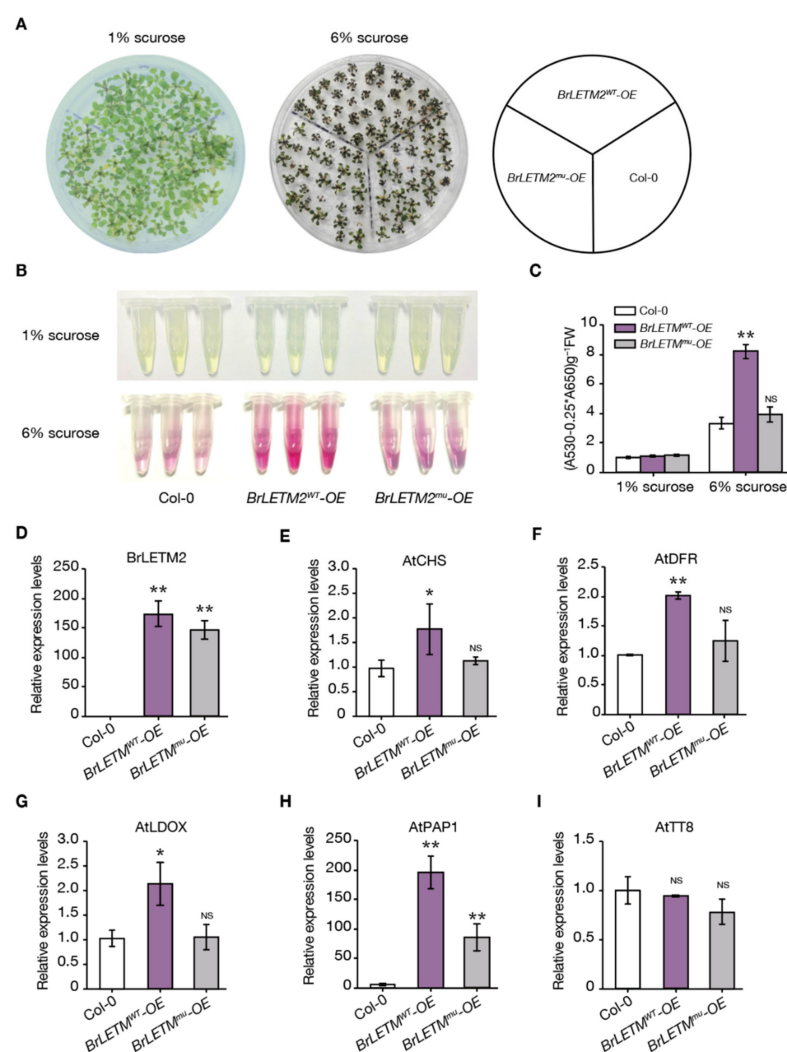 A
1% scurose
6% scurose
BrLETM2WT-OE
BrLETM2mu-OE
Col-0
B
1% scurose
6% scurose
Col-0
BrLETM2WT-OE
BrLETM2mu-OE
C
Col-0
BrLETMWT-OE
BrLETMmu-OE
(A530-0.25*A650)g-1FW
10
8
6
4
2
0
**
NS
1% scurose
6% scurose
D
BrLETM2
Relative expression levels
250
200
150
100
50
0
**
**
Col-0
BrLETMWT-OE
BrLETMmu-OE
E
AtCHS
Relative expression levels
3.0
2.5
2.0
1.5
1.0
0.5
0
*
NS
Col-0
BrLETMWT-OE
BrLETMmu-OE
F
AtDFR
Relative expression levels
2.5
2.0
1.5
1.0
0.5
0
**
NS
Col-0
BrLETMWT-OE
BrLETMmu-OE
G
AtLDOX
Relative expression levels
3.0
2.5
2.0
1.5
1.0
0.5
0
*
NS
Col-0
BrLETMWT-OE
BrLETMmu-OE
H
AtPAP1
Relative expression levels
250
200
150
100
50
0
**
**
Col-0
BrLETMWT-OE
BrLETMmu-OE
I
AtTT8
Relative expression levels
1.5
1.0
0.5
0
NS
NS
Col-0
BrLETMWT-OE
BrLETMmu-OE